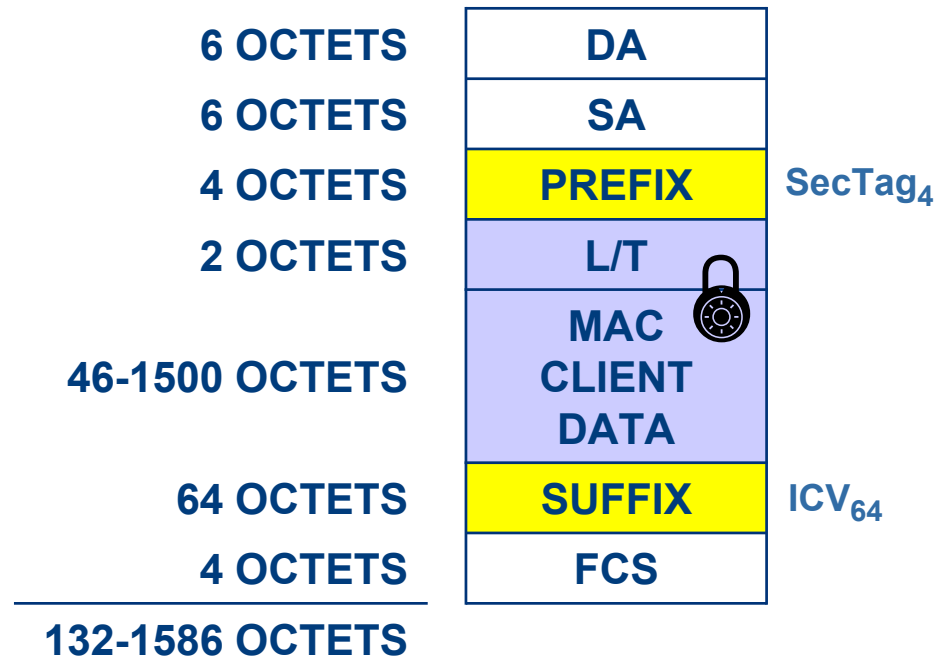 6 OCTETS DA
6 OCTETS SA
4 OCTETS PREFIX SecTag4
2 OCTETS L/T
MAC
46-1500 OCTETS CLIENT
DATA
64 OCTETS SUFFIX ICV64
4 OCTETS FCS
132-1586 OCTETS